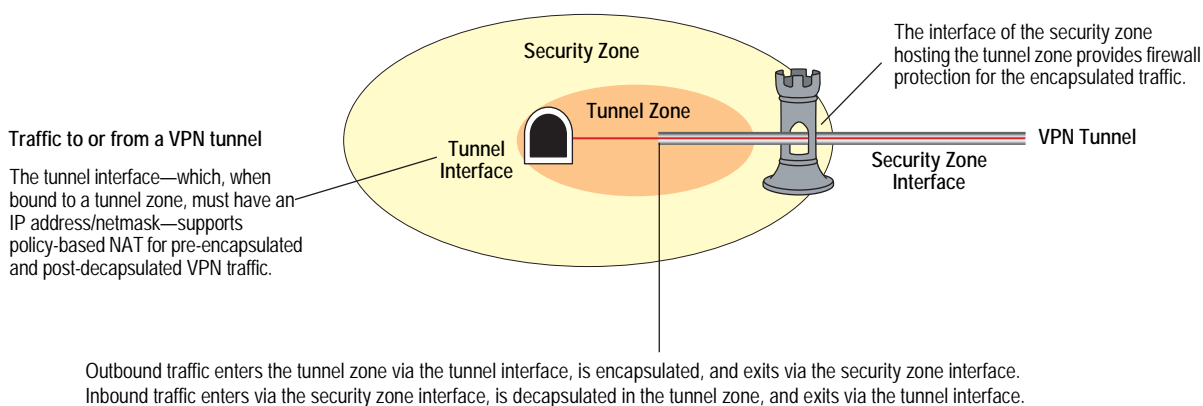 Security Zone
The interface of the security zone
hosting the tunnel zone provides firewall
protection for the encapsulated traffic.
Tunnel Zone
Traffic to or from a VPN tunnel
The tunnel interface—which, when
bound to a tunnel zone, must have an
IP address/netmask—supports
policy-based NAT for pre-encapsulated
and post-decapsulated VPN traffic.
Tunnel
Interface
VPN Tunnel
Security Zone
Interface
Outbound traffic enters the tunnel zone via the tunnel interface, is encapsulated, and exits via the security zone interface.
Inbound traffic enters via the security zone interface, is decapsulated in the tunnel zone, and exits via the tunnel interface.